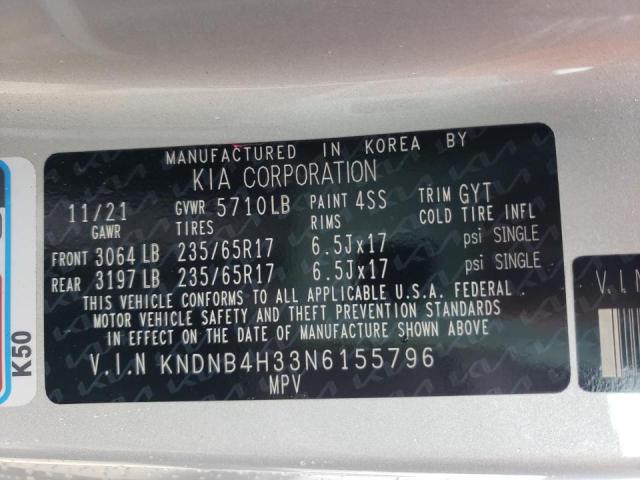 MANUFACTURED IN KOREA BY
KIA CORPORATION
11/21 GVWR 5710LB PAINT 4SS TRIM GYT
GAWR TIRES RIMS COLD TIRE INFL
FRONT 3064 LB 235/65R17 6.5Jx17 psi SINGLE
REAR 3197 LB 235/65R17 6.5Jx17 psi SINGLE
THIS VEHICLE CONFORMS TO ALL APPLICABLE U.S.A. FEDERAL
MOTOR VEHICLE SAFETY AND THEFT PREVENTION STANDARDS
IN EFFECT ON THE DATE OF MANUFACTURE SHOWN ABOVE.
V.I.N KNDNB4H33N6155796
MPV
K50
V.I.N